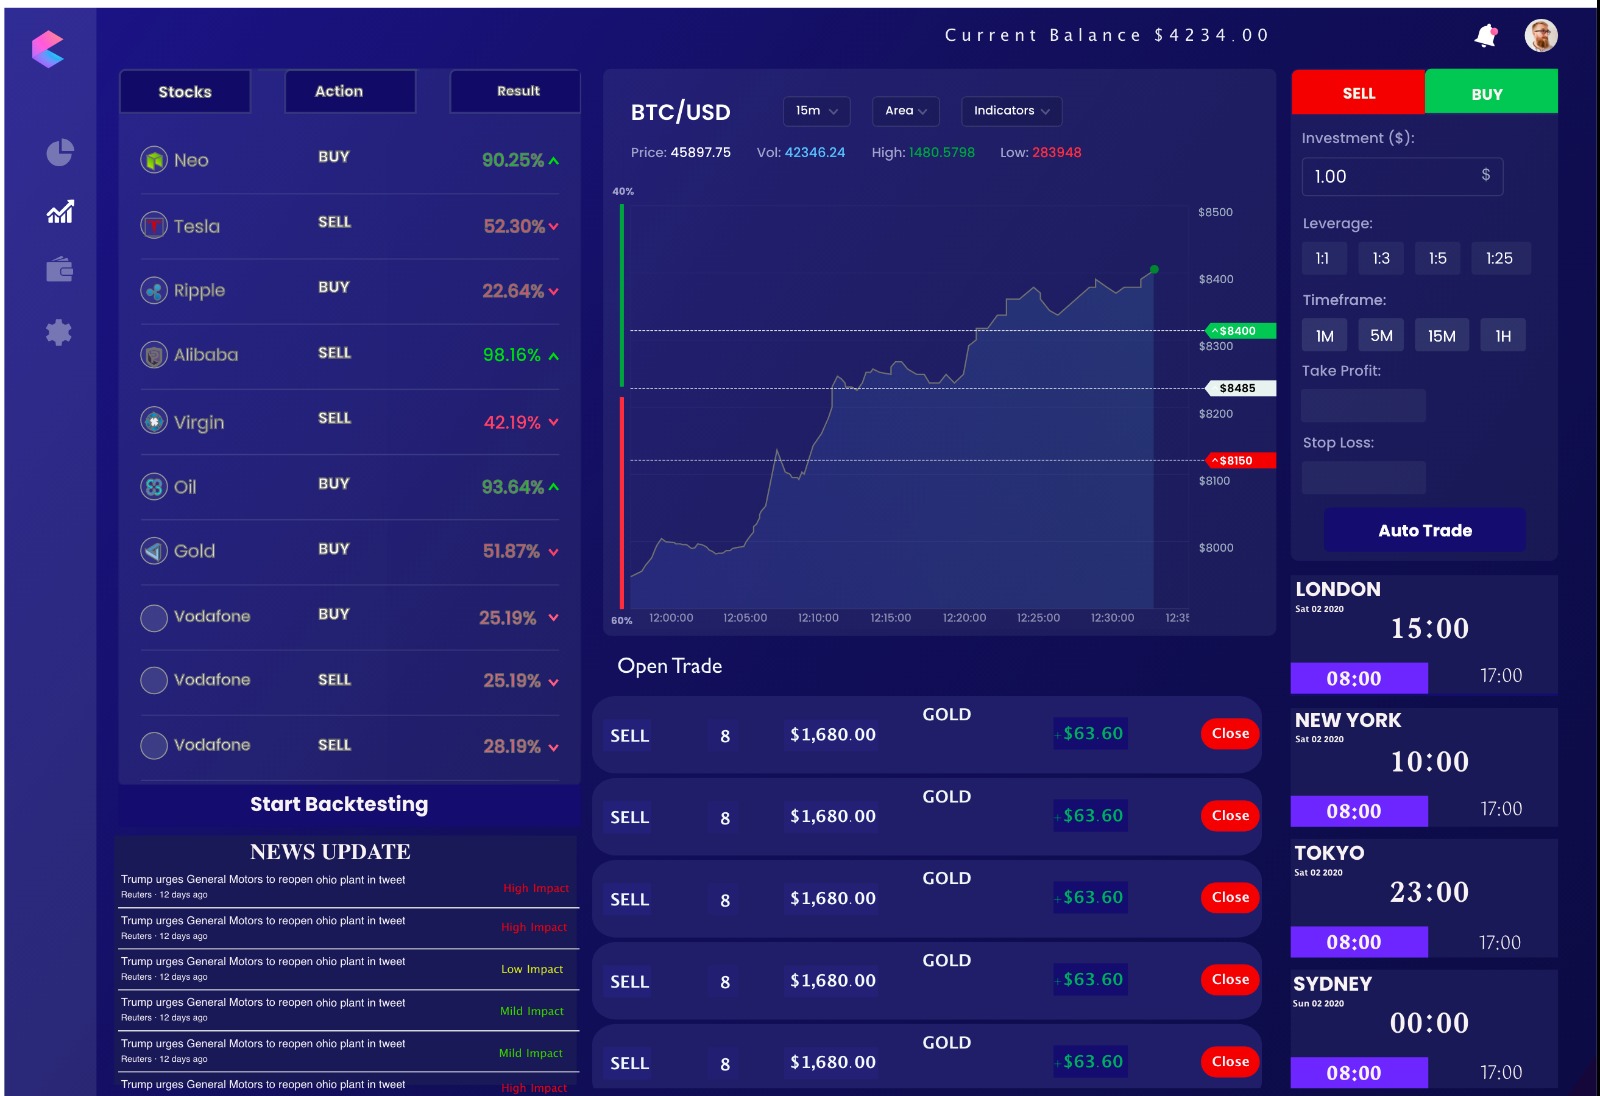 Current Balance $4234.00
Stocks Action Result
Neo BUY 90.25%
Tesla SELL 52.30%
Ripple BUY 22.64%
Alibaba SELL 98.16%
Virgin SELL 42.19%
Oil BUY 93.64%
Gold BUY 51.87%
Vodafone BUY 25.19%
Vodafone SELL 25.19%
Vodafone SELL 28.19%
Start Backtesting
NEWS UPDATE
Trump urges General Motors to reopen ohio plant in tweet
Reuters · 12 days ago
High Impact
Trump urges General Motors to reopen ohio plant in tweet
Reuters · 12 days ago
High Impact
Trump urges General Motors to reopen ohio plant in tweet
Reuters · 12 days ago
Low Impact
Trump urges General Motors to reopen ohio plant in tweet
Reuters · 12 days ago
Mild Impact
Trump urges General Motors to reopen ohio plant in tweet
Reuters · 12 days ago
Mild Impact
Trump urges General Motors to reopen ohio plant in tweet
High Impact
BTC/USD 15m Area Indicators
Price: 45897.75 Vol: 42346.24 High: 1480.5798 Low: 283948
40%
$8500
$8400
^$8400
$8300
$8485
$8200
^$8150
$8100
$8000
60% 12:00:00 12:05:00 12:10:00 12:15:00 12:20:00 12:25:00 12:30:00 12:35
Open Trade
GOLD
SELL 8 $1,680.00 +$63.60 Close
GOLD
SELL 8 $1,680.00 +$63.60 Close
GOLD
SELL 8 $1,680.00 +$63.60 Close
GOLD
SELL 8 $1,680.00 +$63.60 Close
GOLD
SELL 8 $1,680.00 +$63.60 Close
SELL BUY
Investment ($):
1.00 $
Leverage:
1:1 1:3 1:5 1:25
Timeframe:
1M 5M 15M 1H
Take Profit:
Stop Loss:
Auto Trade
LONDON
Sat 02 2020
15:00
08:00 17:00
NEW YORK
Sat 02 2020
10:00
08:00 17:00
TOKYO
Sat 02 2020
23:00
08:00 17:00
SYDNEY
Sun 02 2020
00:00
08:00 17:00